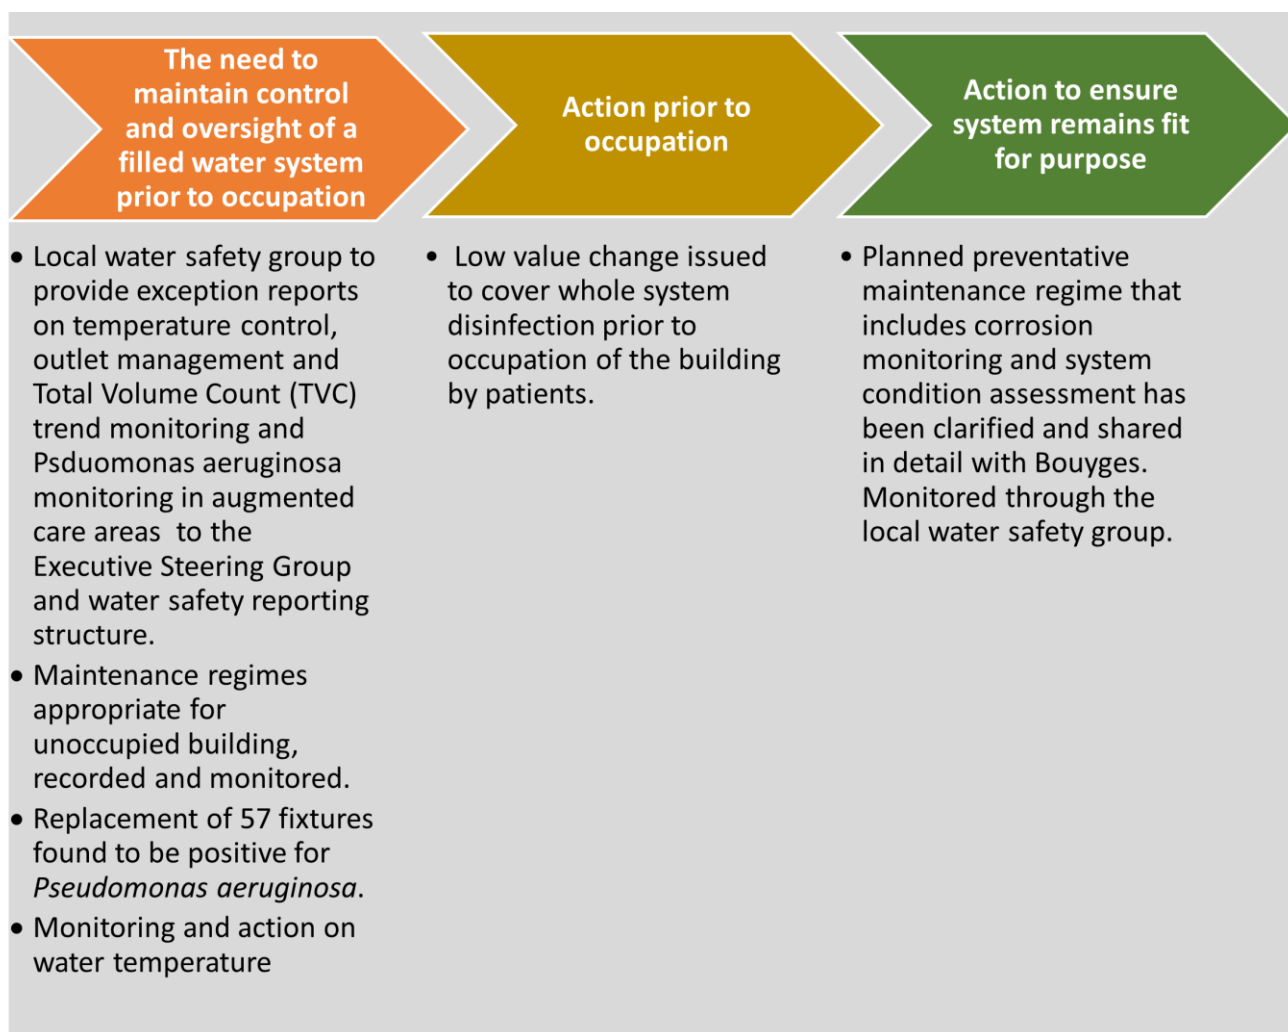 The need to
maintain control
and oversight of a
filled water system
prior to occupation
Action prior to
occupation
Action to ensure
system remains fit
for purpose
• Local water safety group to
provide exception reports
on temperature control,
outlet management and
Total Volume Count (TVC)
trend monitoring and
Psduomonas aeruginosa
monitoring in augmented
care areas to the
Executive Steering Group
and water safety reporting
structure.
• Maintenance regimes
appropriate for
unoccupied building,
recorded and monitored.
• Replacement of 57 fixtures
found to be positive for
Pseudomonas aeruginosa.
• Monitoring and action on
water temperature
• Low value change issued
to cover whole system
disinfection prior to
occupation of the building
by patients.
• Planned preventative
maintenance regime that
includes corrosion
monitoring and system
condition assessment has
been clarified and shared
in detail with Bouyges.
Monitored through the
local water safety group.